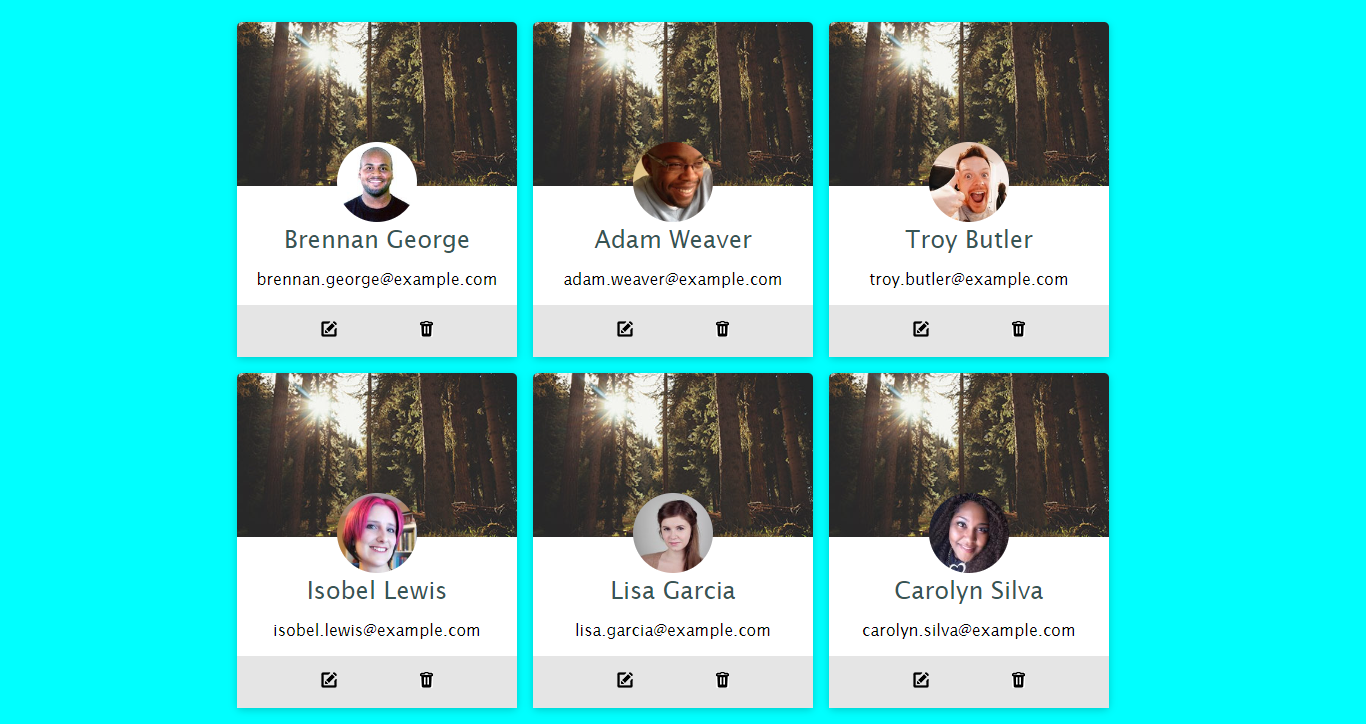 Brennan George
brennan.george@example.com
Adam Weaver
adam.weaver@example.com
Troy Butler
troy.butler@example.com
Isobel Lewis
isobel.lewis@example.com
Lisa Garcia
lisa.garcia@example.com
Carolyn Silva
carolyn.silva@example.com